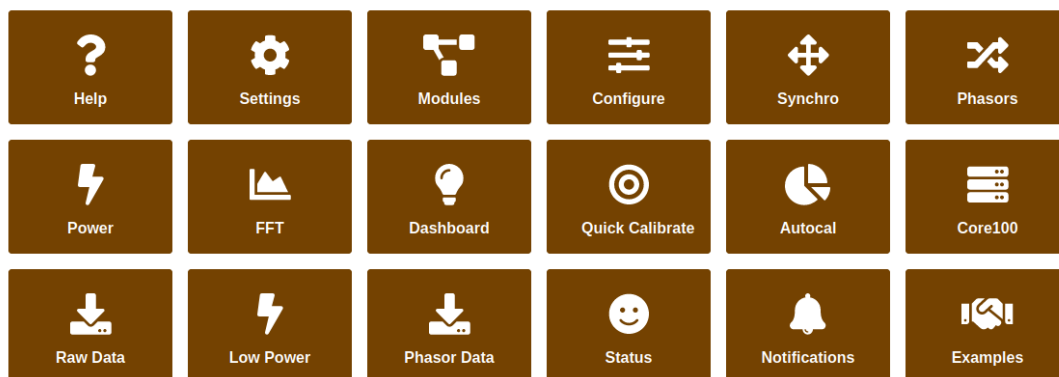 Help
Settings
Modules
Configure
Synchro
Phasors
Power
FFT
Dashboard
Quick Calibrate
Autocal
Core100
Raw Data
Low Power
Phasor Data
Status
Notifications
Examples